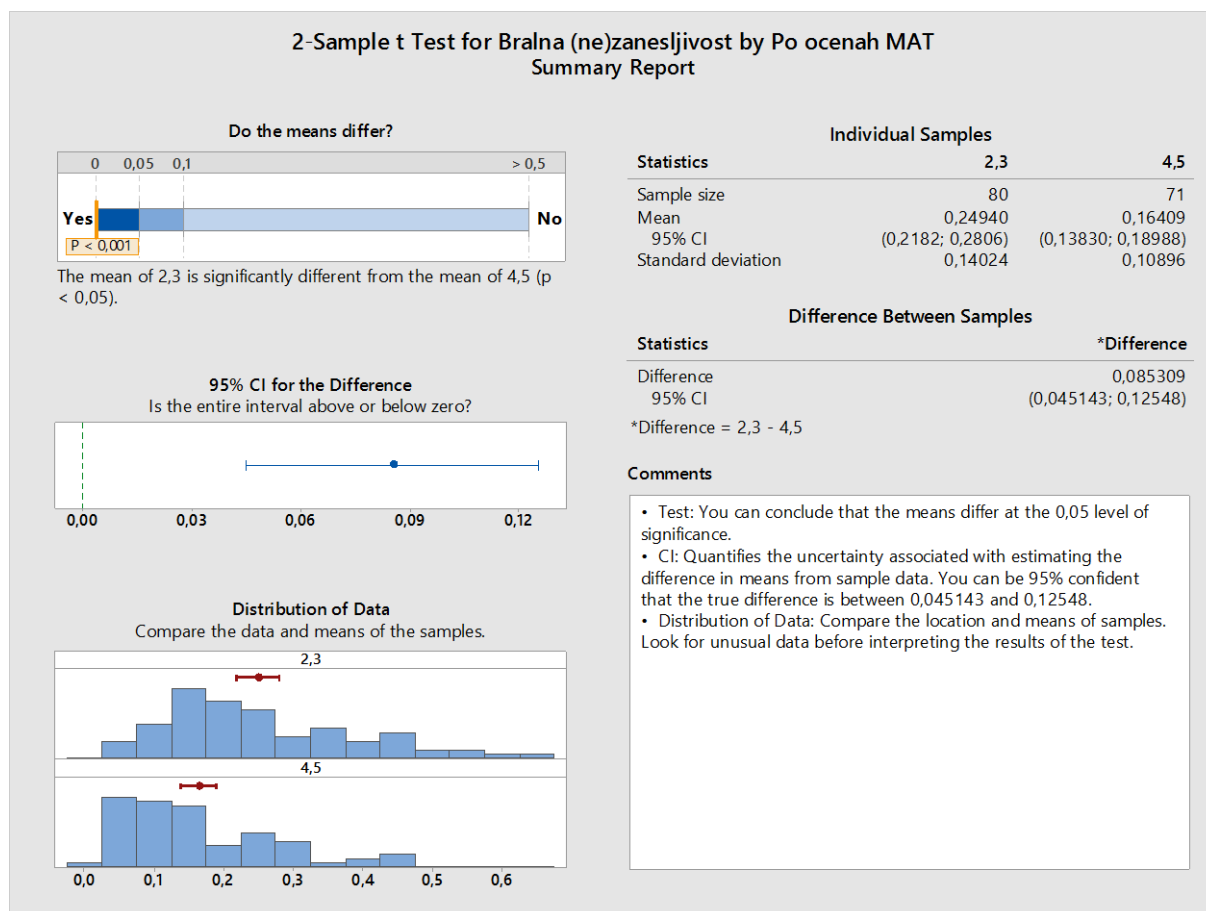 2-Sample t Test for Bralna (ne)zanesljivost by Po ocenah MAT
Summary Report
Do the means differ?
0 0,05 0,1 > 0,5
Yes No
P < 0,001
The mean of 2,3 is significantly different from the mean of 4,5 (p
< 0,05).
95% CI for the Difference
Is the entire interval above or below zero?
0,00 0,03 0,06 0,09 0,12
Distribution of Data
Compare the data and means of the samples.
2,3
4,5
0,0 0,1 0,2 0,3 0,4 0,5 0,6
Individual Samples
Statistics 2,3 4,5
Sample size 80 71
Mean 0,24940 0,16409
95% CI (0,2182; 0,2806) (0,13830; 0,18988)
Standard deviation 0,14024 0,10896
Difference Between Samples
Statistics *Difference
Difference 0,085309
95% CI (0,045143; 0,12548)
*Difference = 2,3 - 4,5
Comments
• Test: You can conclude that the means differ at the 0,05 level of
significance.
• CI: Quantifies the uncertainty associated with estimating the
difference in means from sample data. You can be 95% confident
that the true difference is between 0,045143 and 0,12548.
• Distribution of Data: Compare the location and means of samples.
Look for unusual data before interpreting the results of the test.